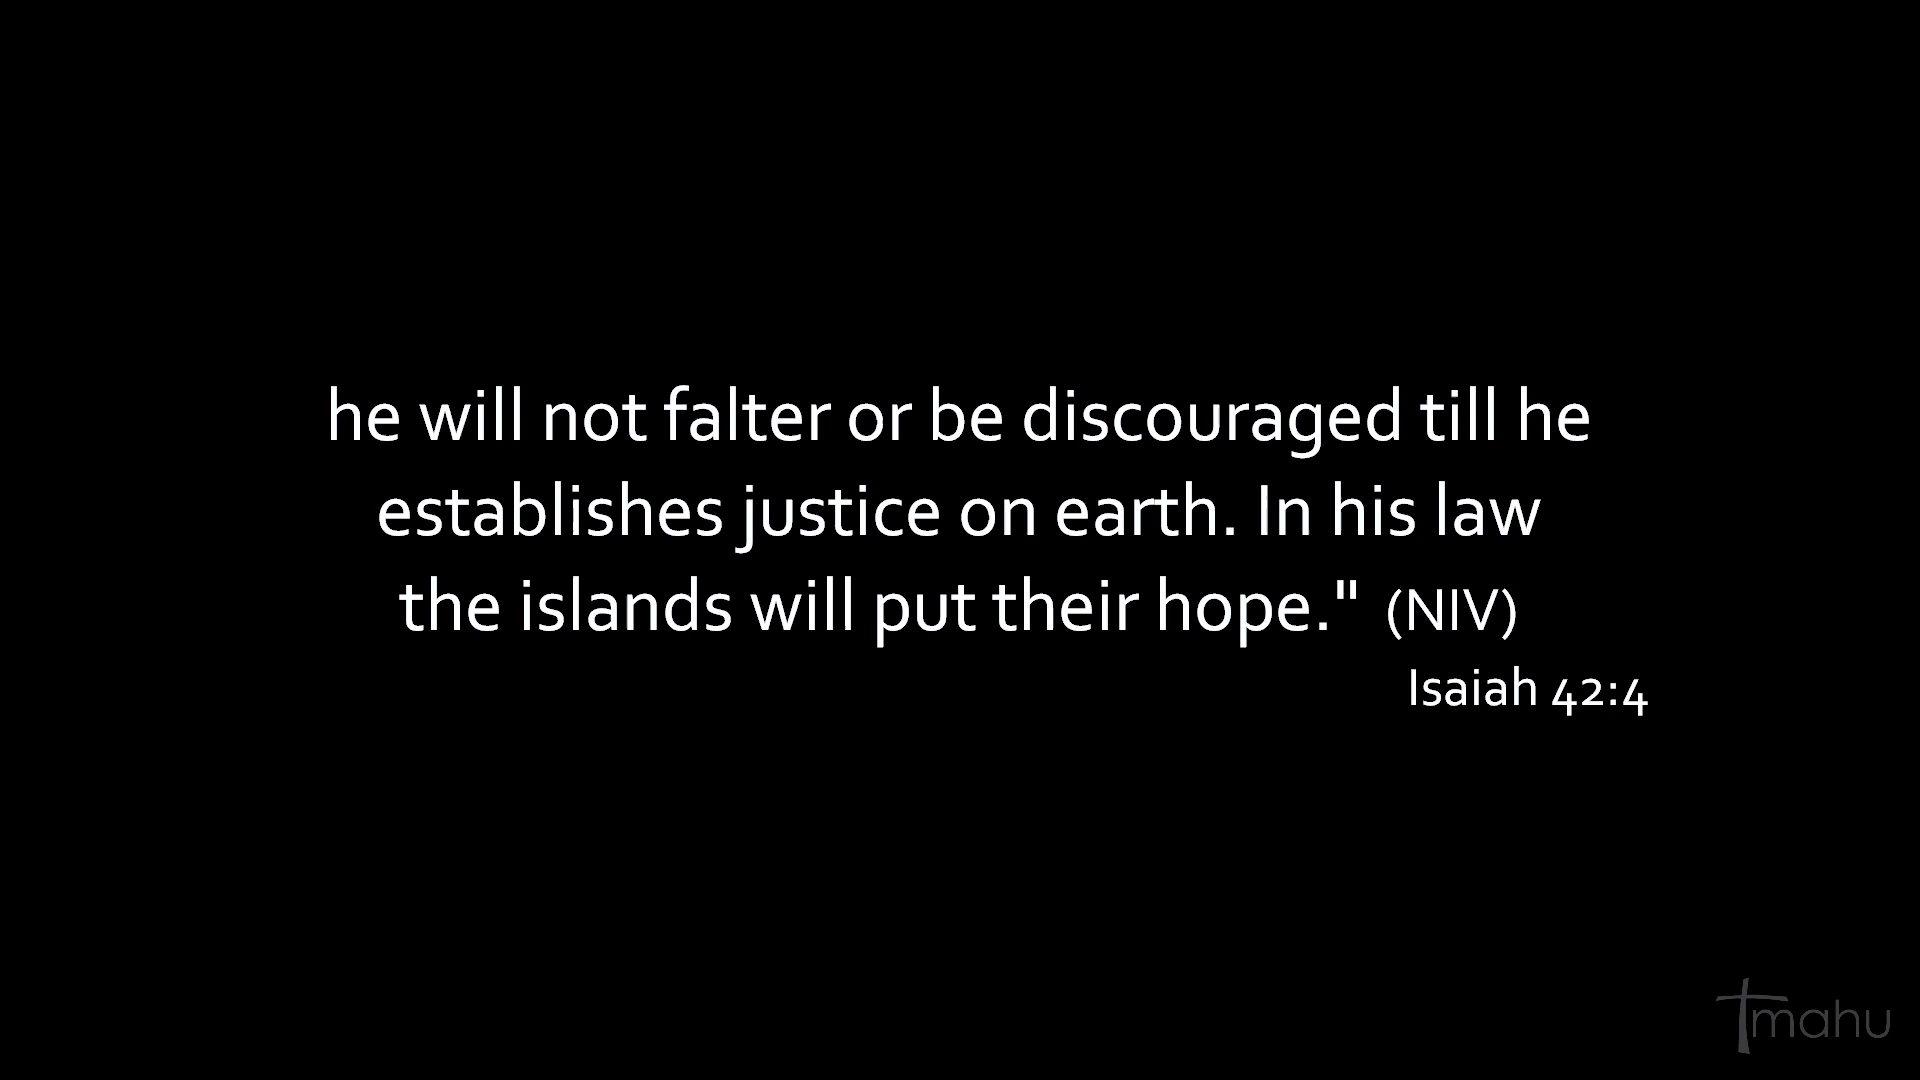 he will not falter or be discouraged till he
establishes justice on earth. In his law
the islands will put their hope." (NIV)
Isaiah 42:4
mahu